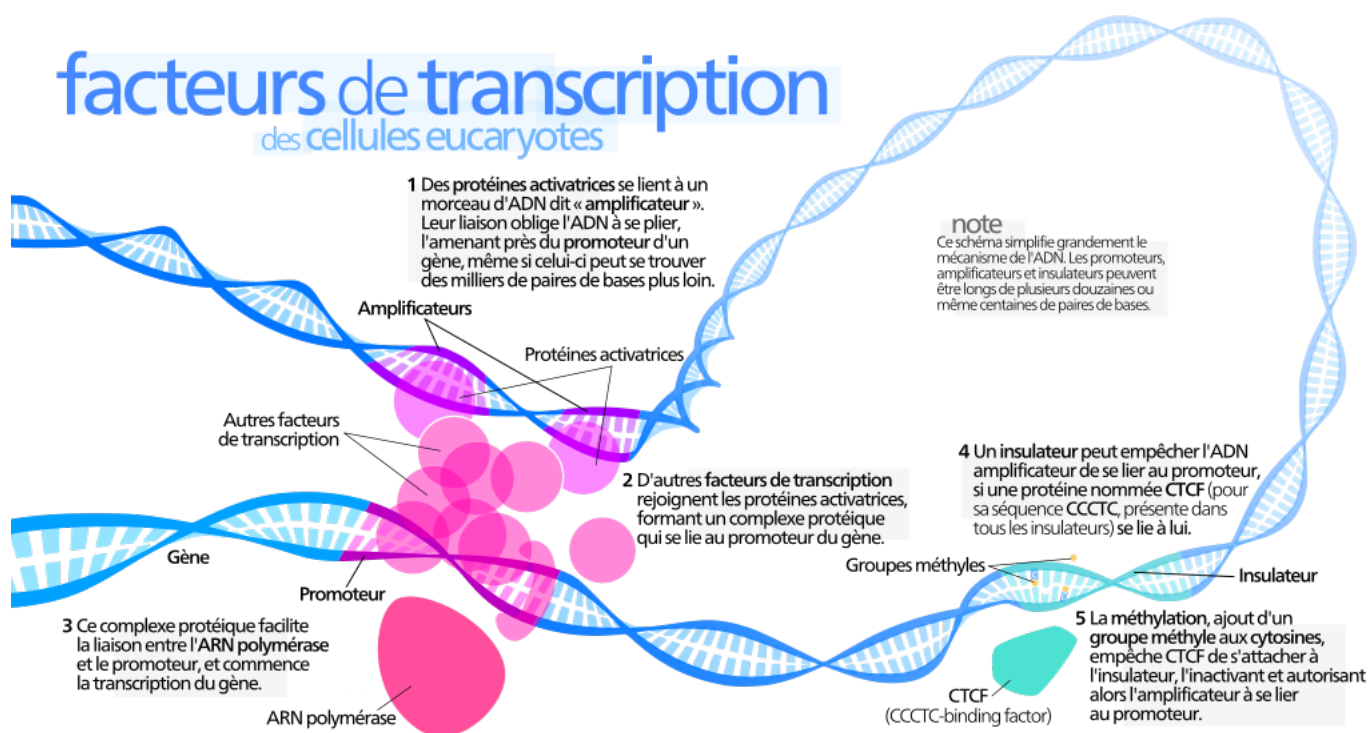 facteurs de transcription
des cellules eucaryotes
1 Des protéines activatrices se lient à un
morceau d'ADN dit « amplificateur ».
Leur liaison oblige l'ADN à se plier,
l'amenant près du promoteur d'un
gène, même si celui-ci peut se trouver
des milliers de paires de bases plus loin.
note
Ce schéma simplifie grandement le
mécanisme de l'ADN. Les promoteurs,
amplificateurs et insulateurs peuvent
être longs de plusieurs douzaines ou
même centaines de paires de bases.
Amplificateurs
Protéines activatrices
Autres facteurs
de transcription
2 D'autres facteurs de transcription
rejoignent les protéines activatrices,
formant un complexe protéique
qui se lie au promoteur du gène.
4 Un insulateur peut empêcher l'ADN
amplificateur de se lier au promoteur,
si une protéine nommée CTCF (pour
sa séquence CCCTC, présente dans
tous les insulateurs) se lie à lui.
Gène
Promoteur
Groupes méthyles
Insulateur
3 Ce complexe protéique facilite
la liaison entre l'ARN polymérase
et le promoteur, et commence
la transcription du gène.
ARN polymérase
CTCF
(CCCTC-binding factor)
5 La méthylation, ajout d'un
groupe méthyle aux cytosines,
empêche CTCF de s'attacher à
l'insulateur, l'inactivant et autorisant
alors l'amplificateur à se lier
au promoteur.